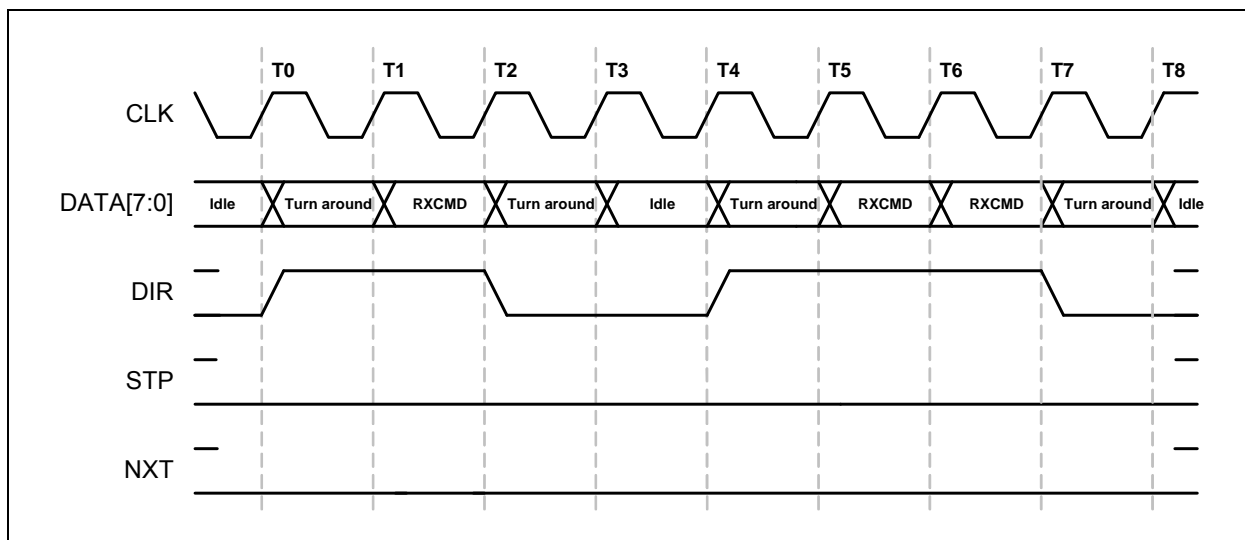 T0 T1 T2 T3 T4 T5 T6 T7 T8
CLK
DATA[7:0] Idle Turn around RXCMD Turn around Idle Turn around RXCMD RXCMD Turn around Idle
DIR
STP
NXT